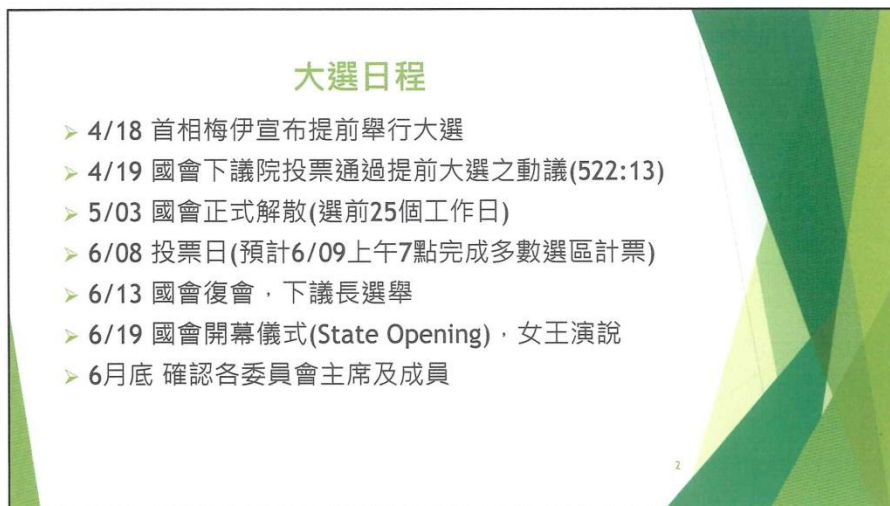 大選日程
➢ 4/18 首相梅伊宣布提前舉行大選
➢ 4/19 國會下議院投票通過提前大選之動議(522:13)
➢ 5/03 國會正式解散(選前25個工作日)
➢ 6/08 投票日(預計6/09上午7點完成多數選區計票)
➢ 6/13 國會復會，下議長選舉
➢ 6/19 國會開幕儀式(State Opening)，女王演說
➢ 6月底 確認各委員會主席及成員
2